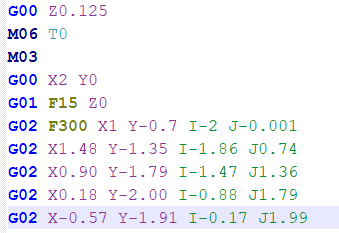 G00 Z0.125
M06 T0
M03
G00 X2 Y0
G01 F15 Z0
G02 F300 X1 Y-0.7 I-2 J-0.001
G02 X1.48 Y-1.35 I-1.86 J0.74
G02 X0.90 Y-1.79 I-1.47 J1.36
G02 X0.18 Y-2.00 I-0.88 J1.79
G02 X-0.57 Y-1.91 I-0.17 J1.99